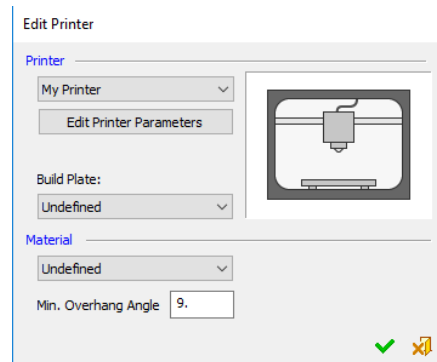 Edit Printer
Printer
My Printer
Edit Printer Parameters
Build Plate:
Undefined
Material
Undefined
Min. Overhang Angle 9.